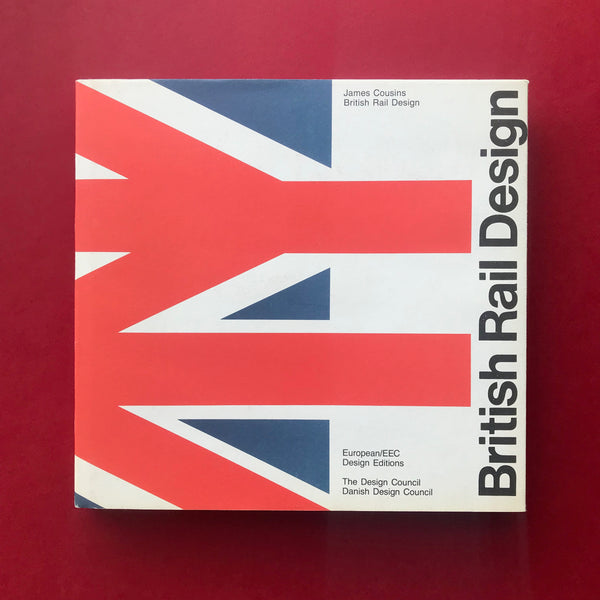 James Cousins
British Rail Design
British Rail Design
European/EEC
Design Editions
The Design Council
Danish Design Council